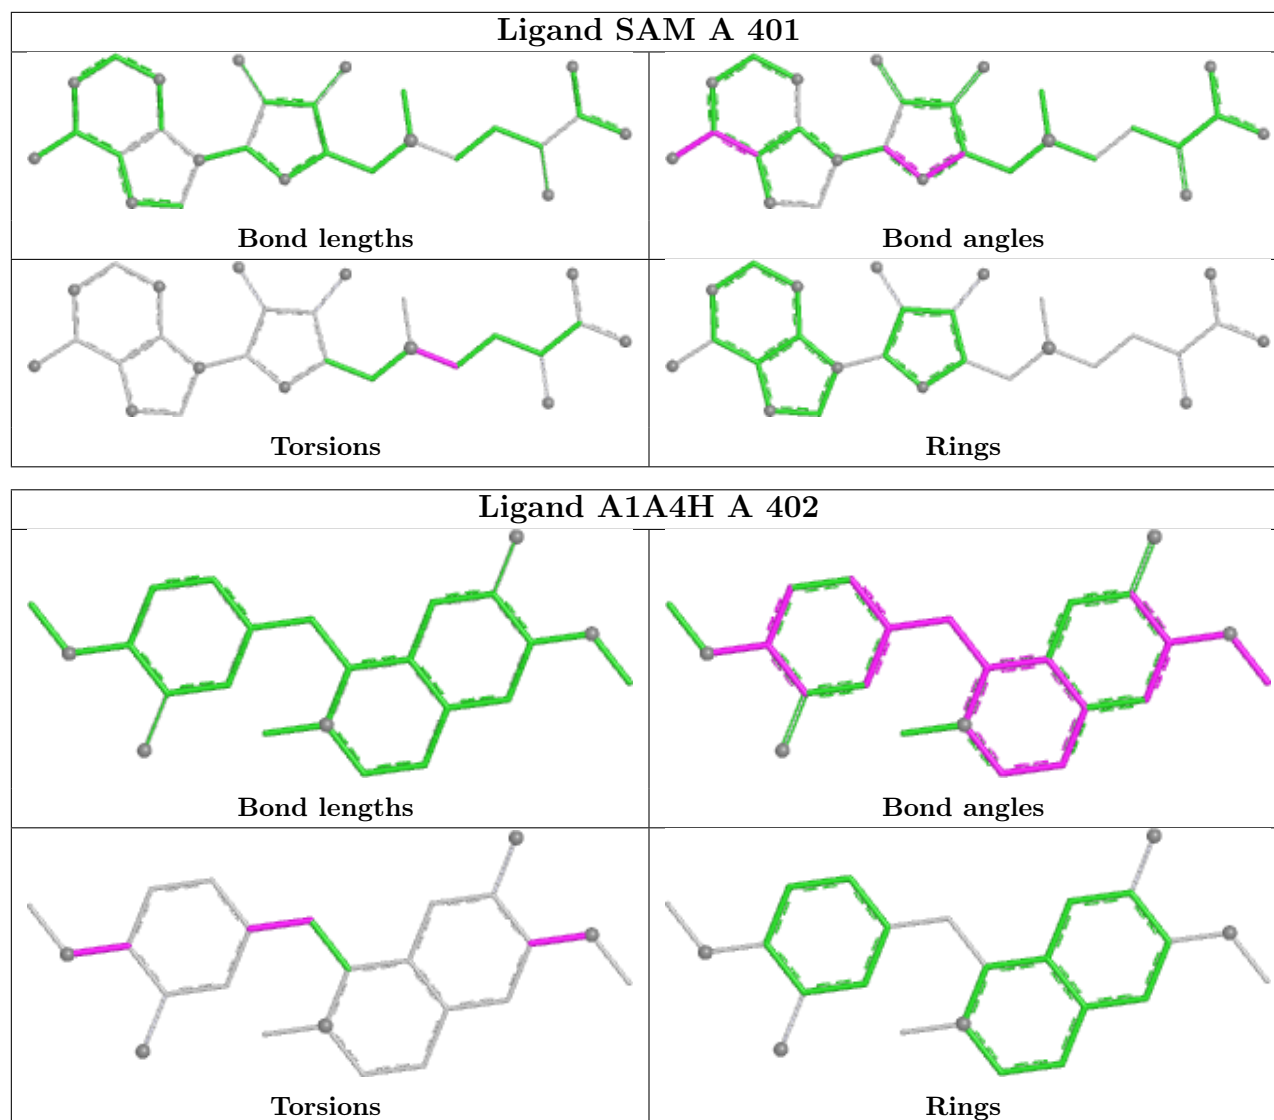 Ligand SAM A 401
Bond lengths
Bond angles
Torsions
Rings
Ligand A1A4H A 402
Bond lengths
Bond angles
Torsions
Rings